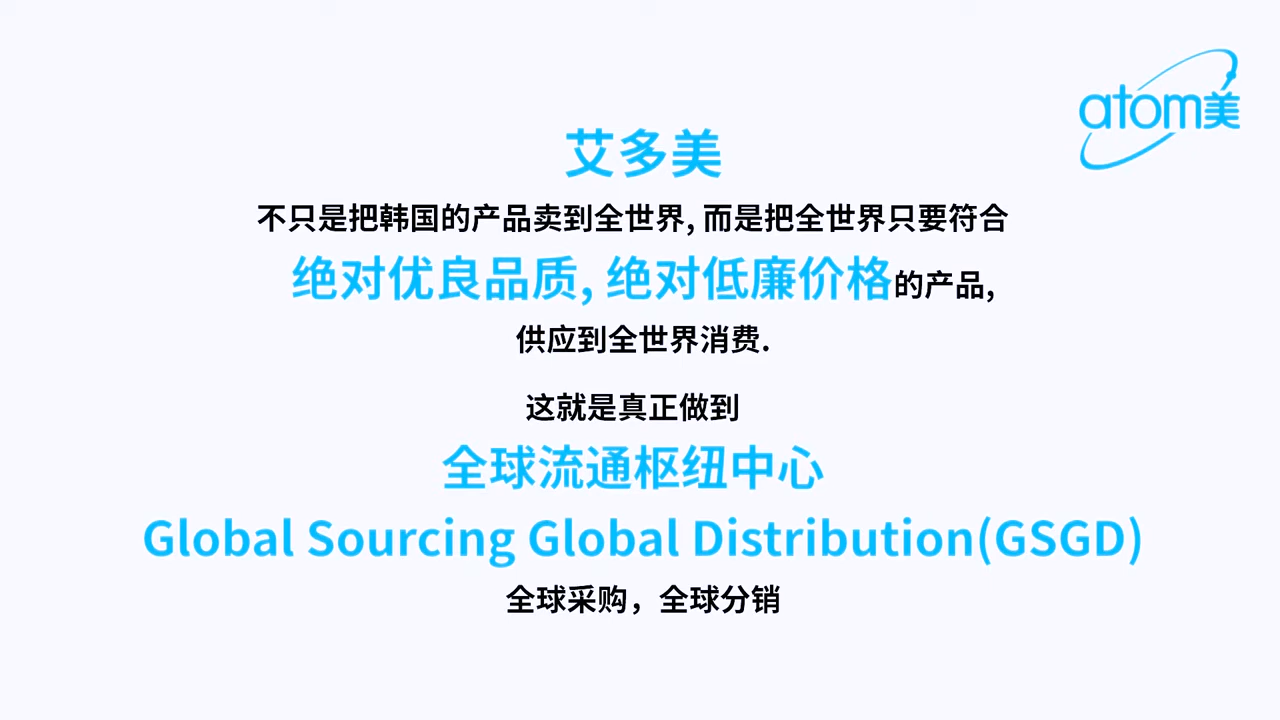 atom美
艾多美
不只是把韩国的产品卖到全世界, 而是把全世界只要符合
绝对优良品质, 绝对低廉价格的产品,
供应到全世界消费.
这就是真正做到
全球流通枢纽中心
Global Sourcing Global Distribution(GSGD)
全球采购，全球分销